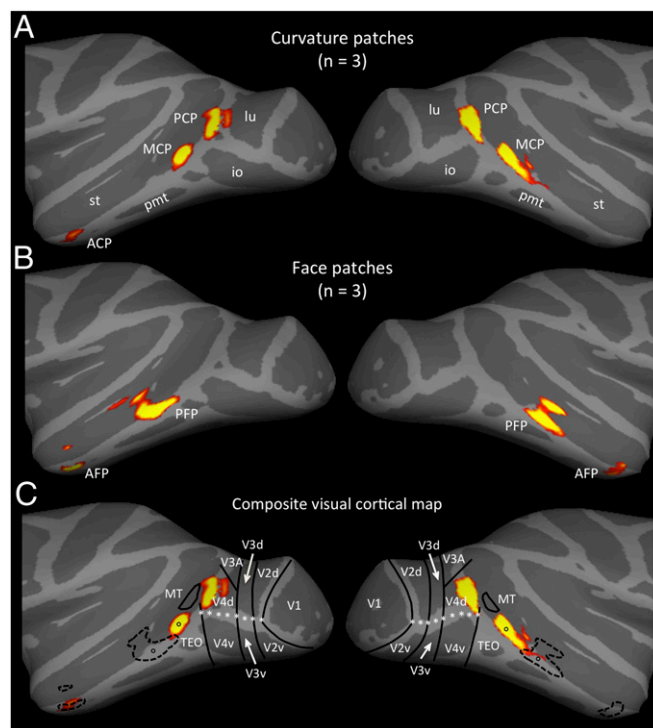 A
Curvature patches
(n = 3)
PCP
lu
lu
PCP
MCP
MCP
io
io
st
pmt
pmt
st
ACP
B
Face patches
(n = 3)
PFP
PFP
AFP
AFP
C
Composite visual cortical map
V3d
V3d
V3A
V2d
V2d
V3A
MT
V4d
V1
V1
V4d
MT
TEO
V4v
V2v
V2v
V4v
TEO
V3v
V3v